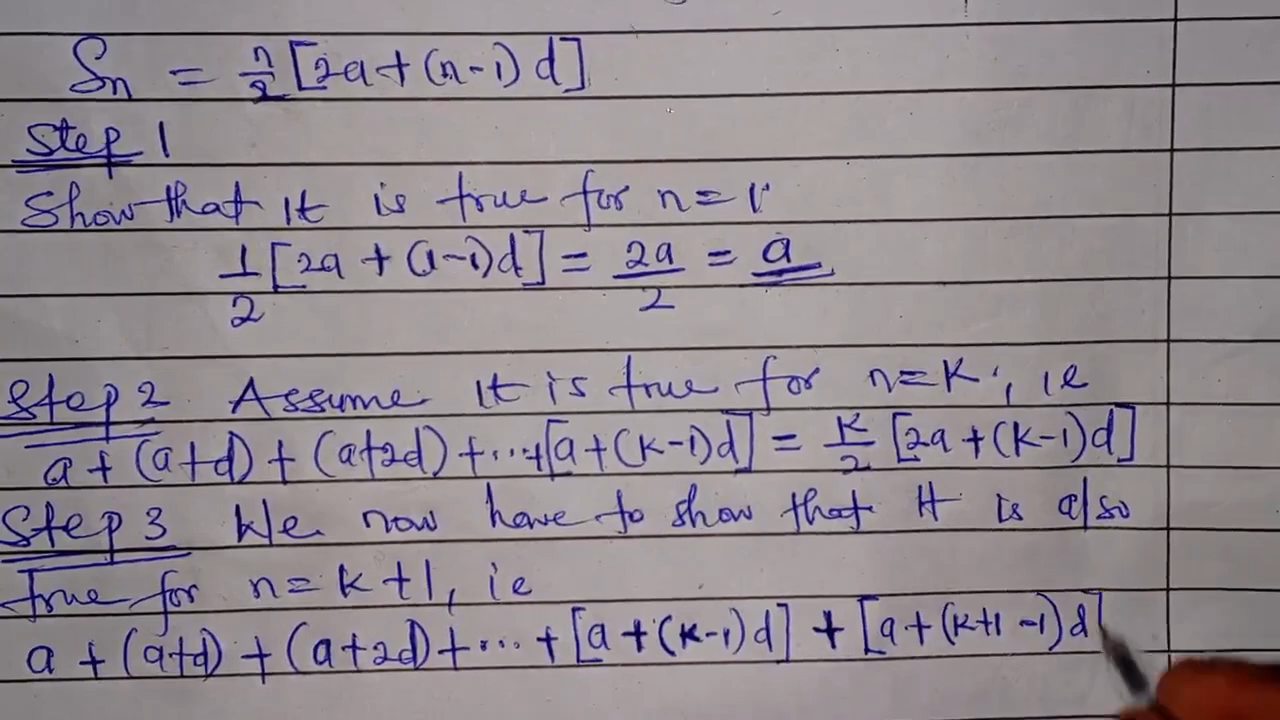 Sn = n/2 [2a + (n-1) d]
Step 1
Show that it is true for n = 1
1/2 [2a + (1-1)d] = 2a/2 = a
Step 2 Assume it is true for n=k, ie
a + (a+d) + (a+2d) + ... + [a + (k-1)d] = k/2 [2a + (k-1)d]
Step 3 We now have to show that it is also
true for n = k+1, ie
a + (a+d) + (a+2d) + ... + [a + (k-1)d] + [a + (k+1-1)d]